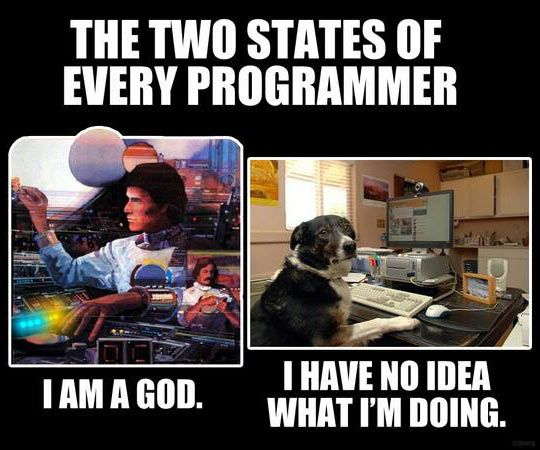 THE TWO STATES OF
EVERY PROGRAMMER
I AM A GOD.
I HAVE NO IDEA
WHAT I'M DOING.